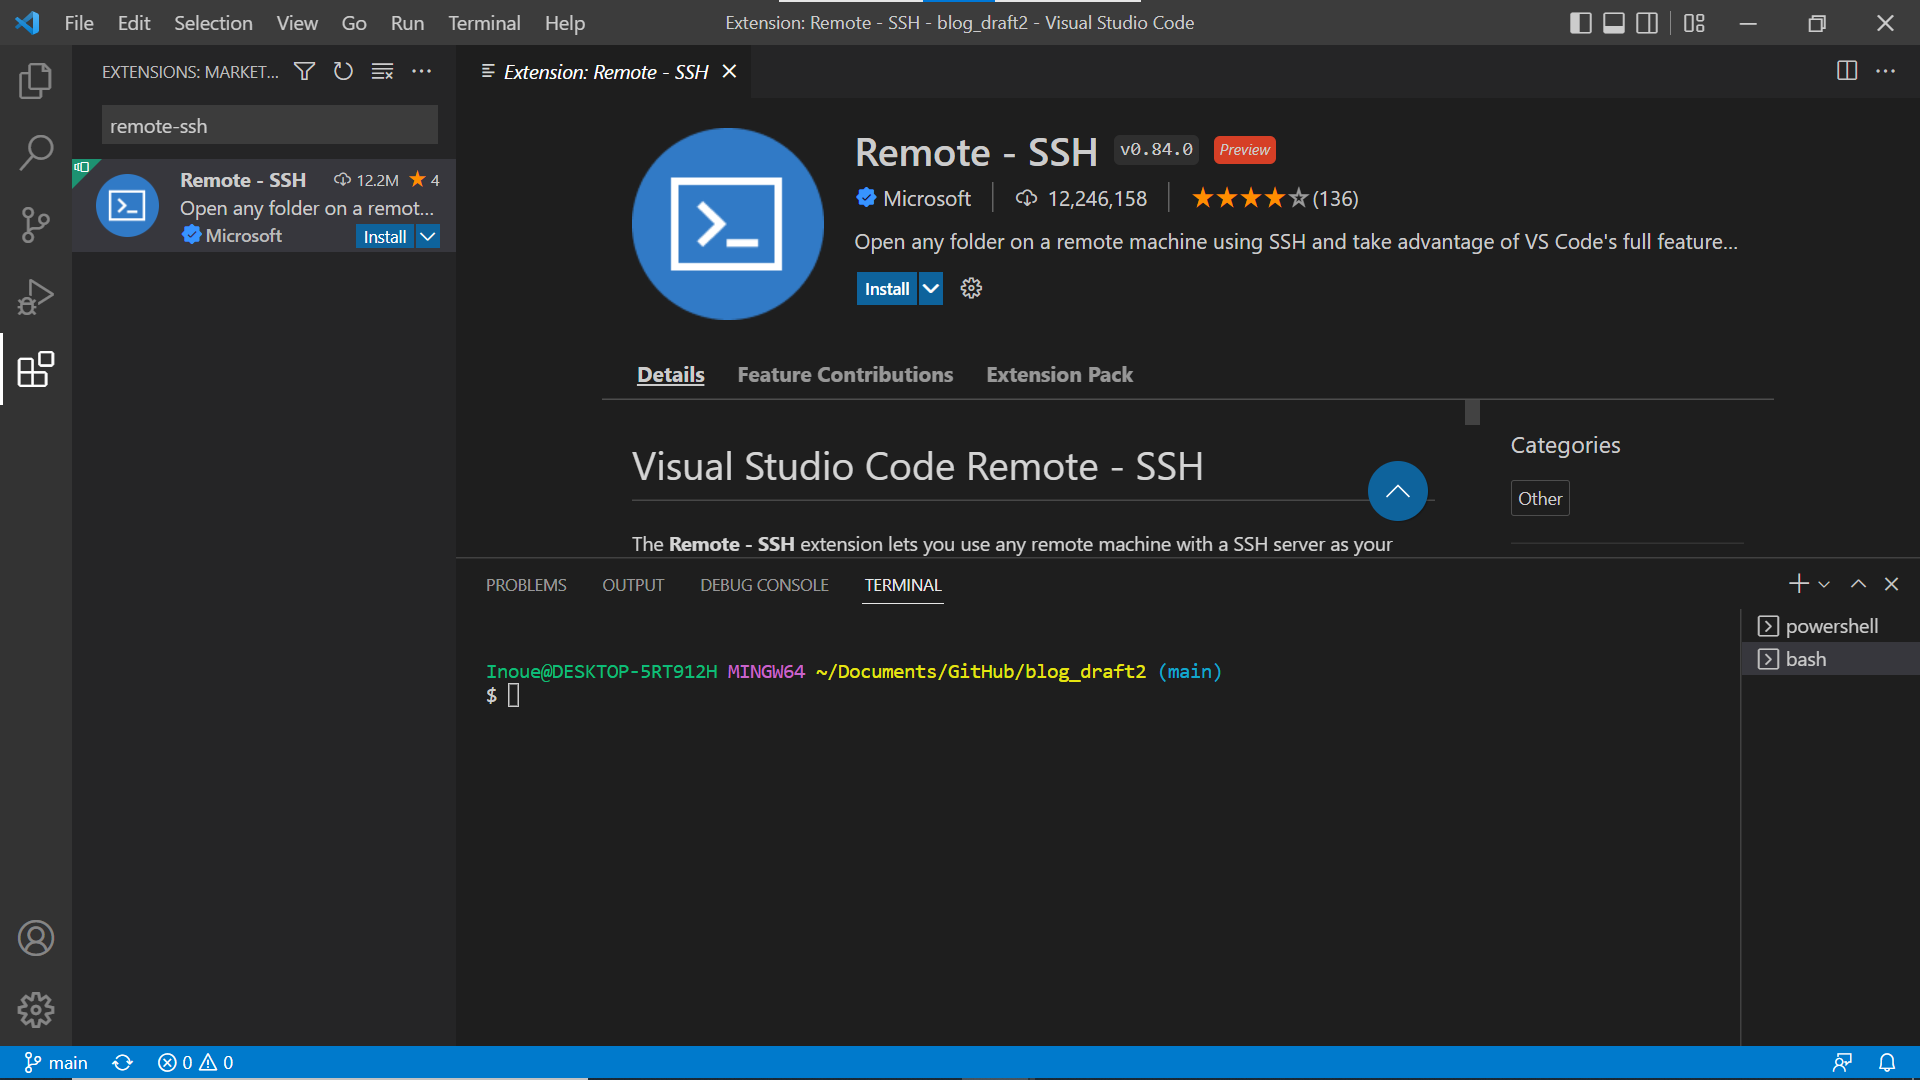 File Edit Selection View Go Run Terminal Help
Extension: Remote - SSH - blog_draft2 - Visual Studio Code
EXTENSIONS: MARKET...
remote-ssh
Remote - SSH 12.2M 4
Open any folder on a remot...
Microsoft Install
Extension: Remote - SSH
Remote - SSH v0.84.0 Preview
Microsoft 12,246,158 (136)
Open any folder on a remote machine using SSH and take advantage of VS Code's full feature...
Install
Details Feature Contributions Extension Pack
Visual Studio Code Remote - SSH
The Remote - SSH extension lets you use any remote machine with a SSH server as your
Categories
Other
PROBLEMS OUTPUT DEBUG CONSOLE TERMINAL
Inoue@DESKTOP-5RT912H MINGW64 ~/Documents/GitHub/blog_draft2 (main)
$
powershell
bash
main 0 0